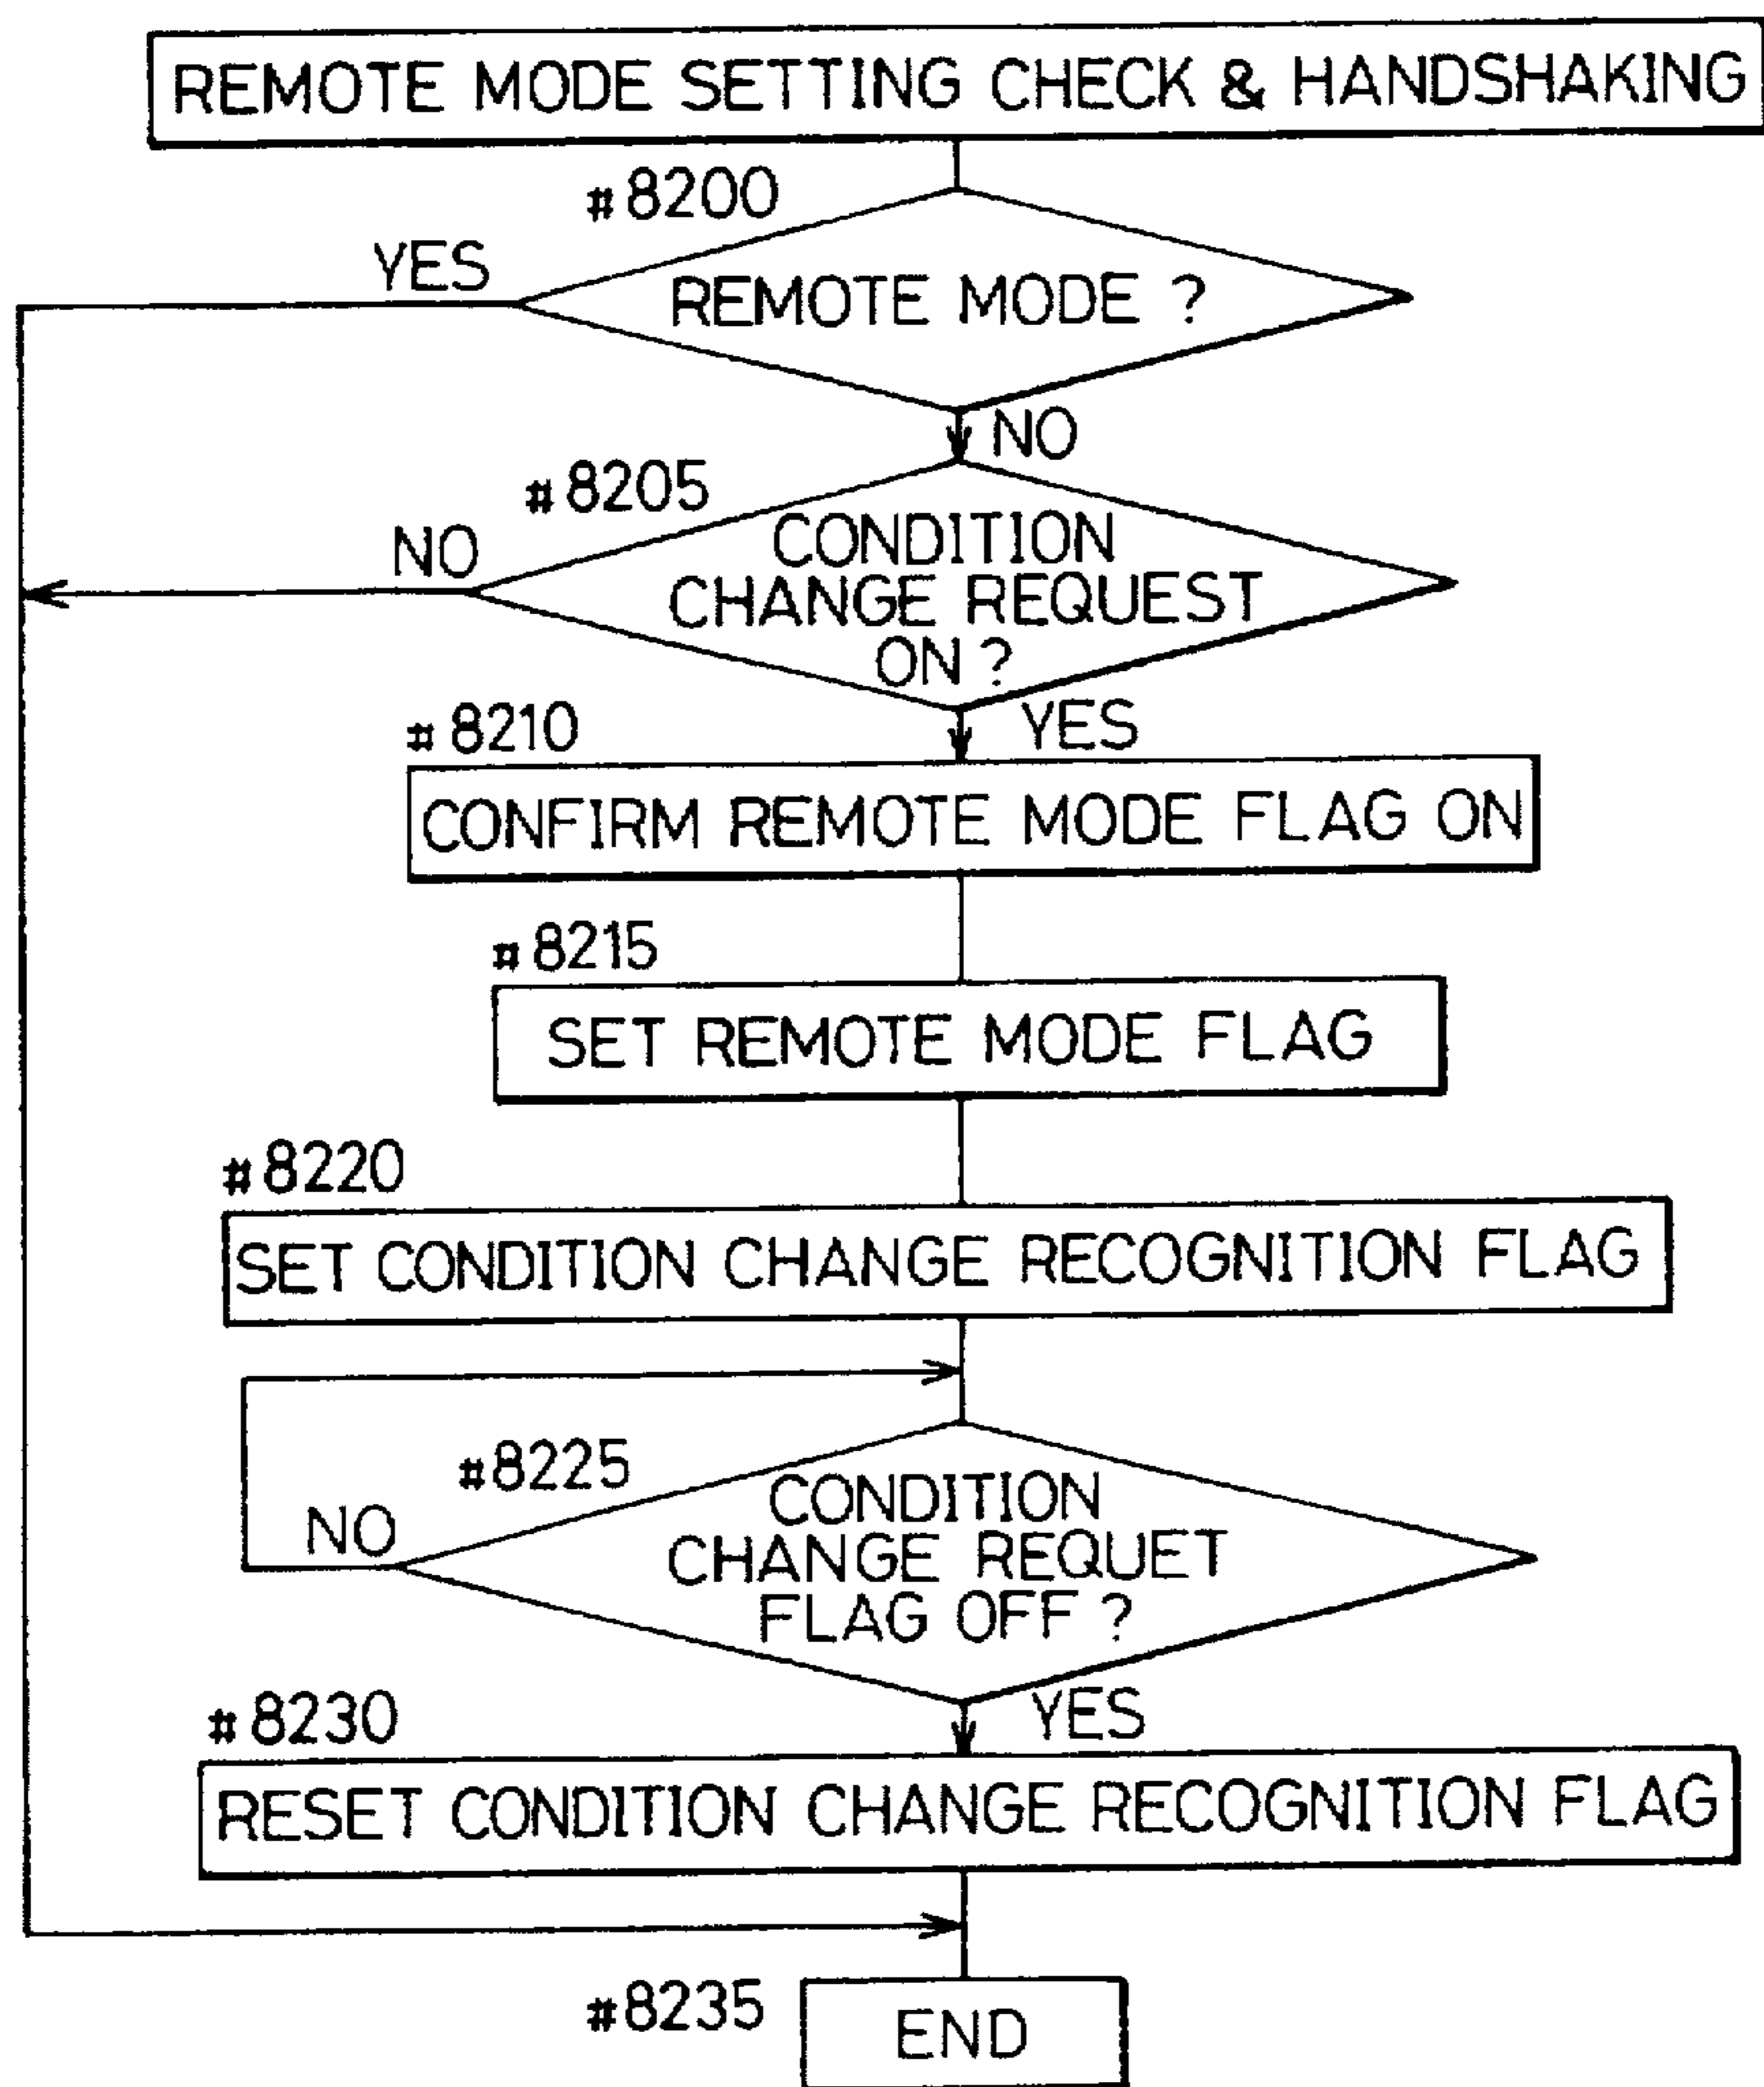 REMOTE MODE SETTING CHECK & HANDSHAKING
#8200
YES
REMOTE MODE ?
NO
#8205
NO
CONDITION
CHANGE REQUEST
ON ?
#8210
YES
CONFIRM REMOTE MODE FLAG ON
#8215
SET REMOTE MODE FLAG
#8220
SET CONDITION CHANGE RECOGNITION FLAG
#8225
NO
CONDITION
CHANGE REQUET
FLAG OFF ?
#8230
YES
RESET CONDITION CHANGE RECOGNITION FLAG
#8235
END